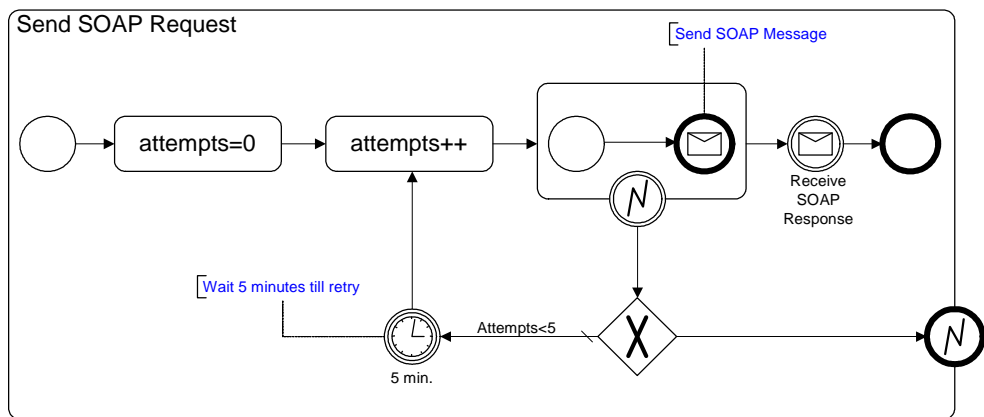 Send SOAP Request
Send SOAP Message
attempts=0
attempts++
Receive
SOAP
Response
Wait 5 minutes till retry
Attempts<5
5 min.